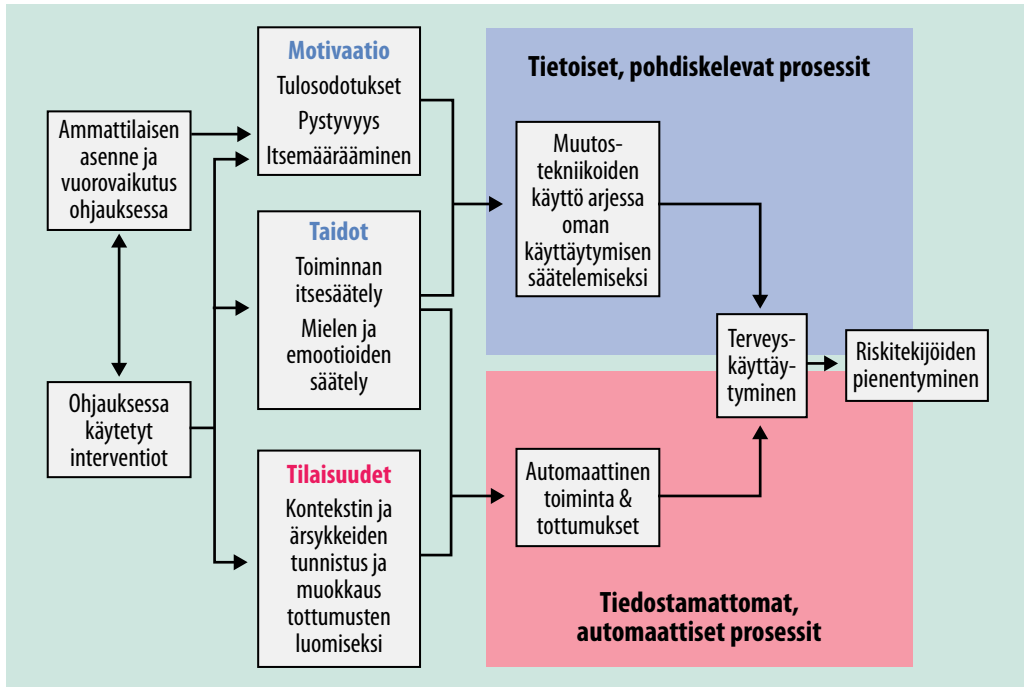 Ammattilaisen
asenne ja
vuorovaikutus
ohjauksessa
Ohjauksessa
käytetyt
interventiot
Motivaatio
Tulosodotukset
Pystyvyys
Itsemäärääminen
Taidot
Toiminnan
itsesäätely
Mielen ja
emootioiden
säätely
Tilaisuudet
Kontekstin ja
ärsykkeiden
tunnistus ja
muokkaus
tottumusten
luomiseksi
Tietoiset, pohdiskelevat prosessit
Muutos-
tekniikoiden
käyttö arjessa
oman
käyttäytymisen
säätelemiseksi
Automaattinen
toiminta &
tottumukset
Tiedostamattomat,
automaattiset prosessit
Terveys-
käyttäy-
tyminen
Riskitekijöiden
pienentyminen